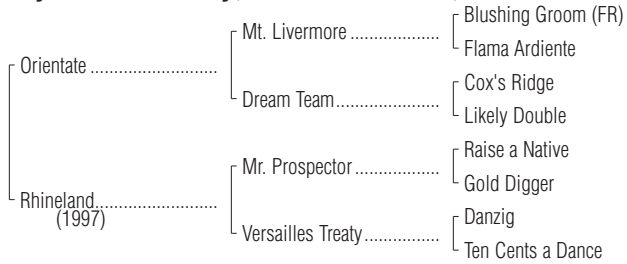 Blushing Groom (FR)
Mt. Livermore ....................
Flama Ardiente
Orientate ............................
Cox's Ridge
Dream Team.......................
Likely Double
Raise a Native
Mr. Prospector ...................
Gold Digger
Rhineland...........................
(1997)
Danzig
Versailles Treaty.................
Ten Cents a Dance